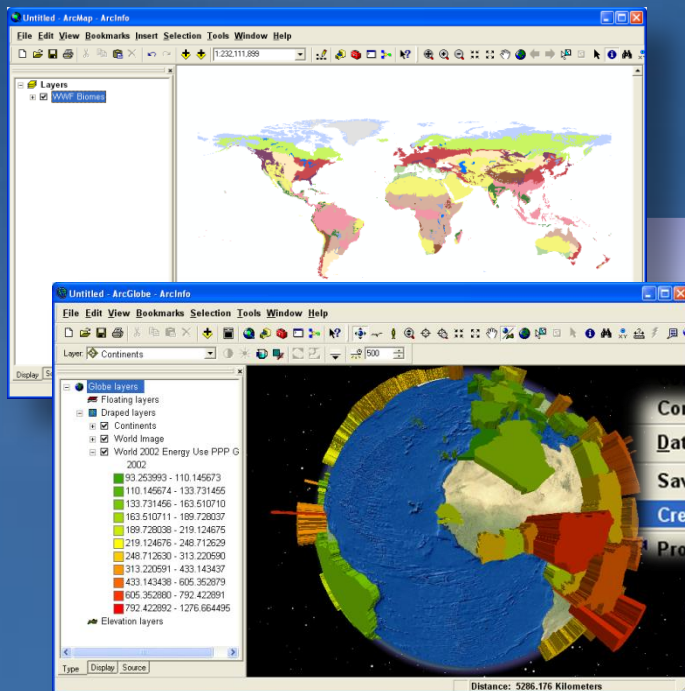 Untitled - ArcMap - ArcInfo
File Edit View Bookmarks Insert Selection Tools Window Help
1:232,111,899
Layers
WWF Biomes
Display
Untitled - ArcGlobe - ArcInfo
File Edit View Bookmarks Selection Tools Window Help
Layer: Continents
500
Globe layers
Floating layers
Draped layers
Continents
World Image
World 2002 Energy Use PPP G
2002
93.253993 - 110.145673
110.145674 - 133.731455
133.731456 - 163.510710
163.510711 - 189.728037
189.728038 - 219.124675
219.124676 - 248.712629
248.712630 - 313.220590
313.220591 - 433.143437
433.143438 - 605.352879
605.352880 - 792.422891
792.422892 - 1276.664495
Elevation layers
Type Display Source
Distance: 5286.176 Kilometers
Cop
Dat
Sav
Cre
Pro